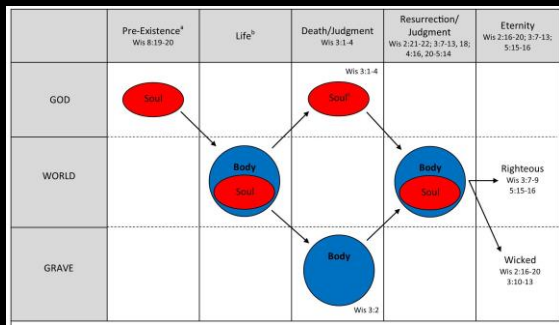 Pre-Existenceª
Wis 8:19-20
Lifeᵇ
Death/Judgment
Wis 3:1-4
Resurrection/
Judgment
Wis 2:21-22; 3:7-13, 18;
4:16, 20-5:14
Eternity
Wis 2:16-20; 3:7-13;
5:15-16
GOD
Soul
Wis 3:1-4
Soulᶜ
WORLD
Body
Soul
Body
Soul
Righteous
Wis 3:7-9
5:15-16
GRAVE
Body
Wis 3:2
Wicked
Wis 2:16-20
3:10-13